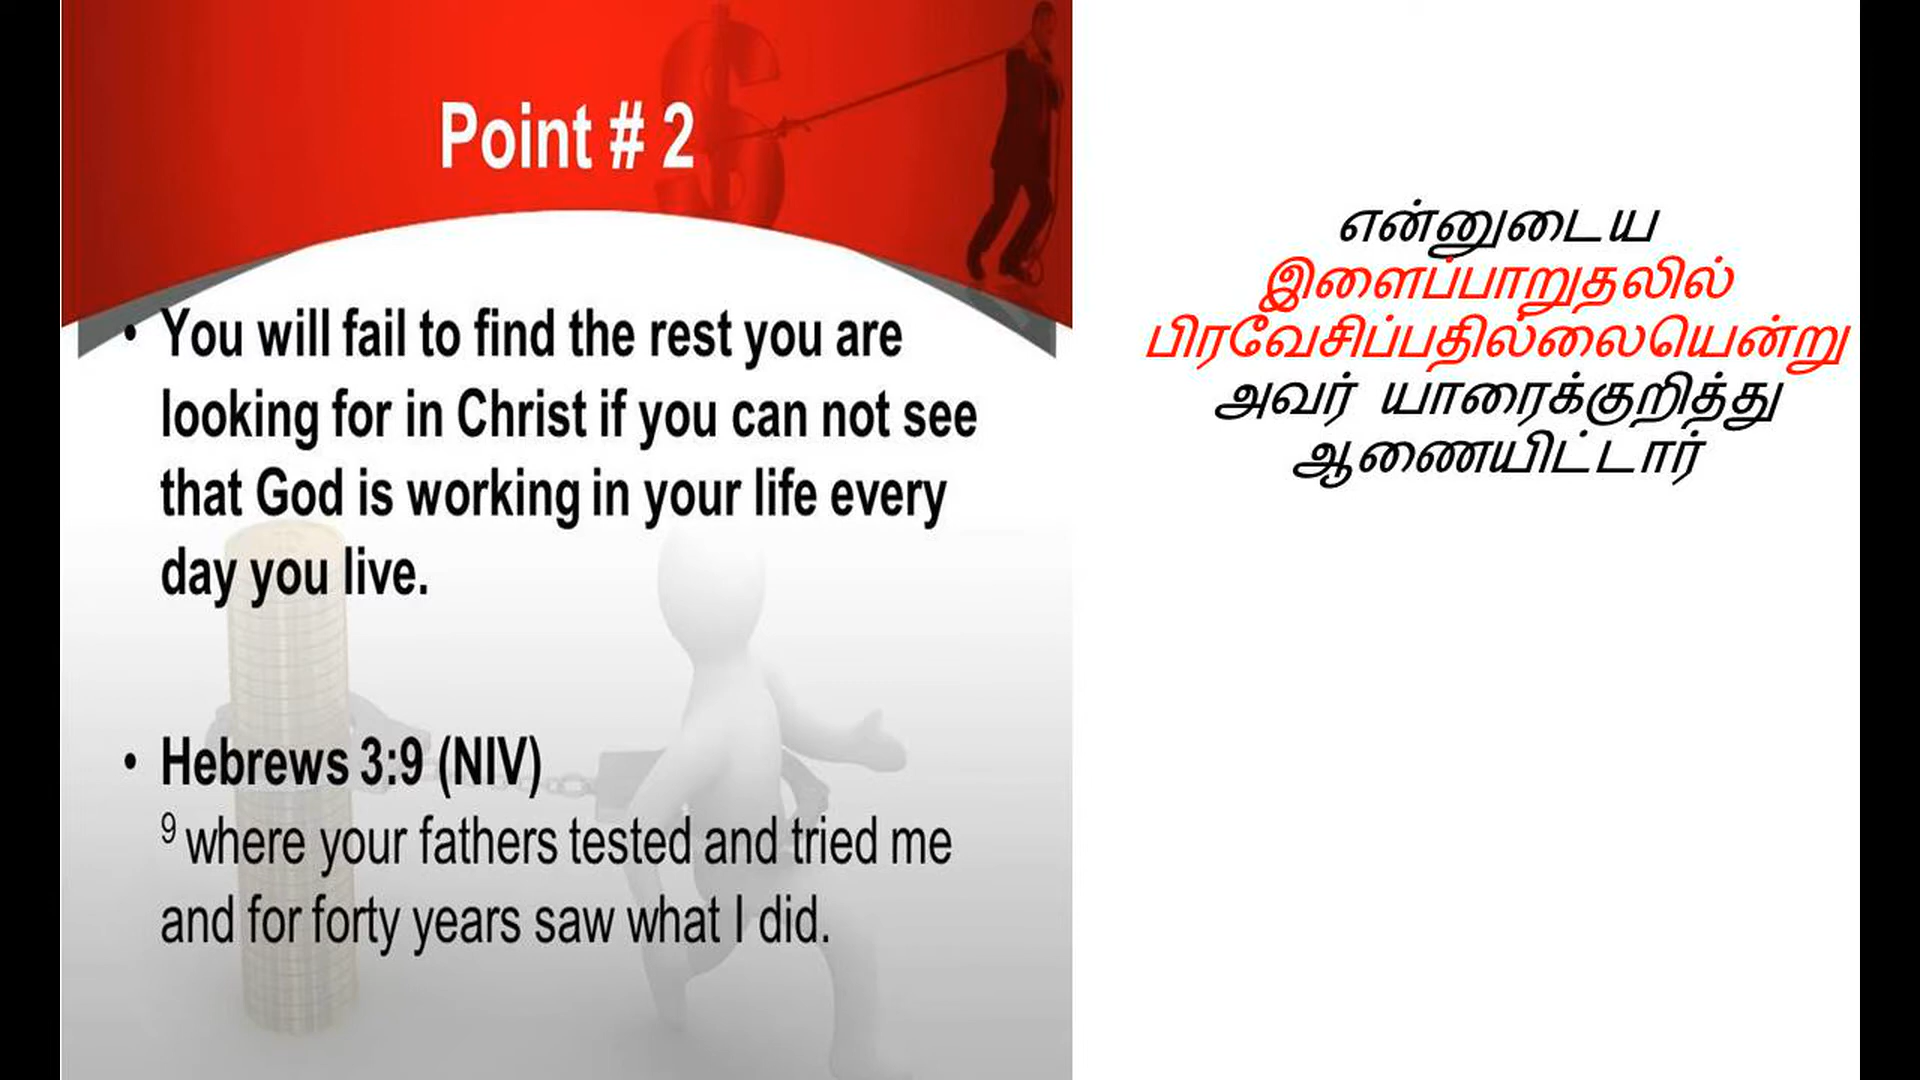 Point # 2
• You will fail to find the rest you are
looking for in Christ if you can not see
that God is working in your life every
day you live.
• Hebrews 3:9 (NIV)
9 where your fathers tested and tried me
and for forty years saw what I did.
என்னுடைய
இளைப்பாறுதலில்
பிரவேசிப்பதில்லையென்று
அவர் யாரைக்குறித்து
ஆணையிட்டார்